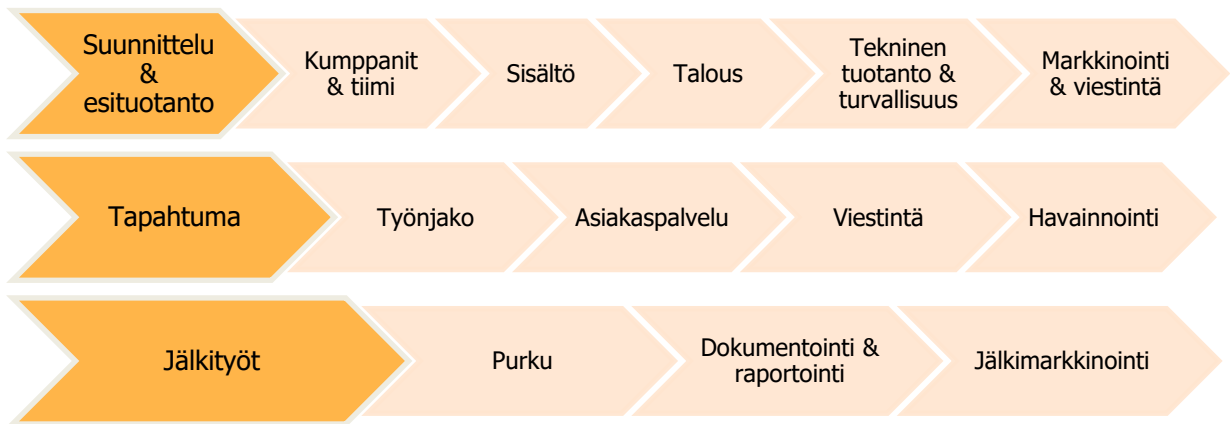 Suunnittelu
&
esituotanto
Kumppanit
& tiimi
Sisältö
Talous
Tekninen
tuotanto &
turvallisuus
Markkinointi
& viestintä
Tapahtuma
Työnjako
Asiakaspalvelu
Viestintä
Havainnointi
Jälkityöt
Purku
Dokumentointi &
raportointi
Jälkimarkkinointi